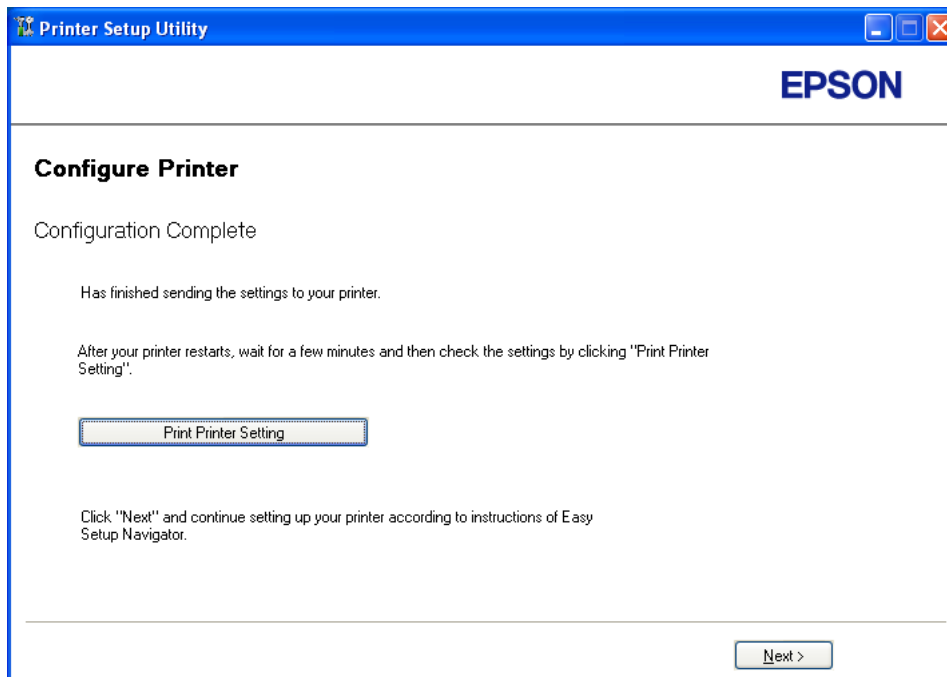 Printer Setup Utility
EPSON
Configure Printer
Configuration Complete
Has finished sending the settings to your printer.
After your printer restarts, wait for a few minutes and then check the settings by clicking "Print Printer
Setting".
Print Printer Setting
Click "Next" and continue setting up your printer according to instructions of Easy
Setup Navigator.
Next >